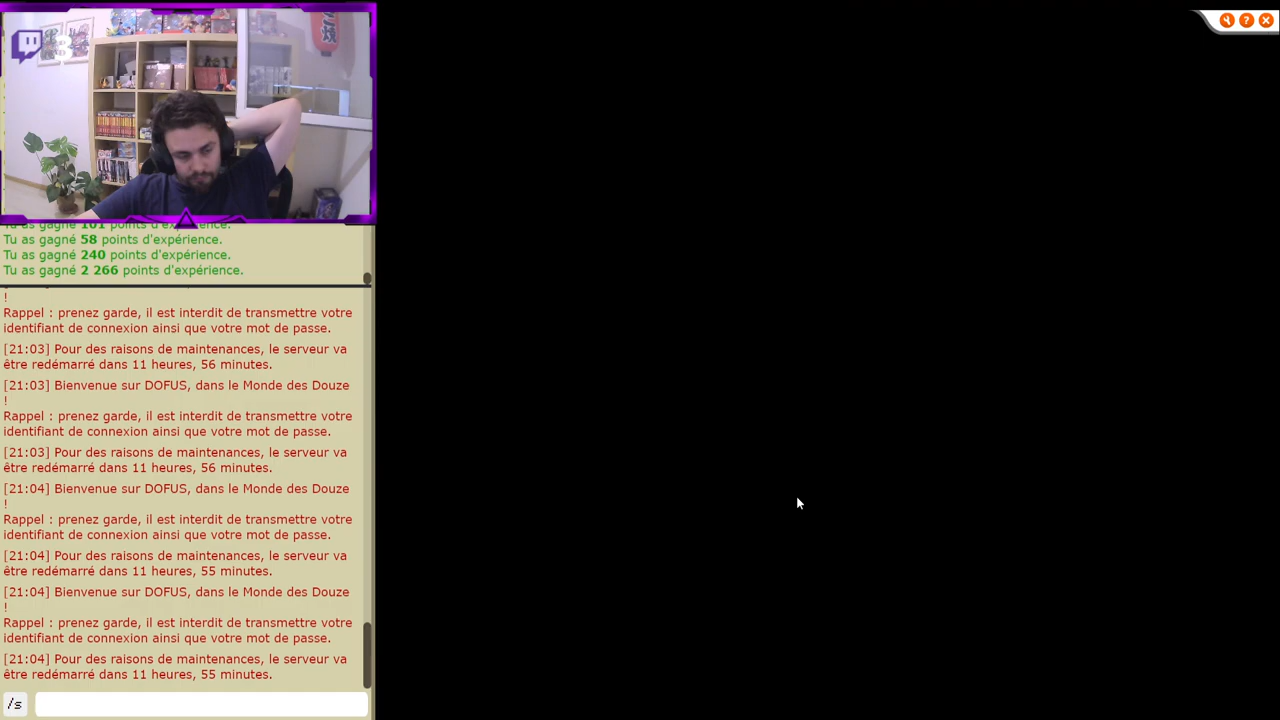 Tu as gagné 101 points d'expérience.
Tu as gagné 58 points d'expérience.
Tu as gagné 240 points d'expérience.
Tu as gagné 2 266 points d'expérience.
!
Rappel : prenez garde, il est interdit de transmettre votre
identifiant de connexion ainsi que votre mot de passe.
[21:03] Pour des raisons de maintenances, le serveur va
être redémarré dans 11 heures, 56 minutes.
[21:03] Bienvenue sur DOFUS, dans le Monde des Douze
!
Rappel : prenez garde, il est interdit de transmettre votre
identifiant de connexion ainsi que votre mot de passe.
[21:03] Pour des raisons de maintenances, le serveur va
être redémarré dans 11 heures, 56 minutes.
[21:04] Bienvenue sur DOFUS, dans le Monde des Douze
!
Rappel : prenez garde, il est interdit de transmettre votre
identifiant de connexion ainsi que votre mot de passe.
[21:04] Pour des raisons de maintenances, le serveur va
être redémarré dans 11 heures, 55 minutes.
[21:04] Bienvenue sur DOFUS, dans le Monde des Douze
!
Rappel : prenez garde, il est interdit de transmettre votre
identifiant de connexion ainsi que votre mot de passe.
[21:04] Pour des raisons de maintenances, le serveur va
être redémarré dans 11 heures, 55 minutes.
/s